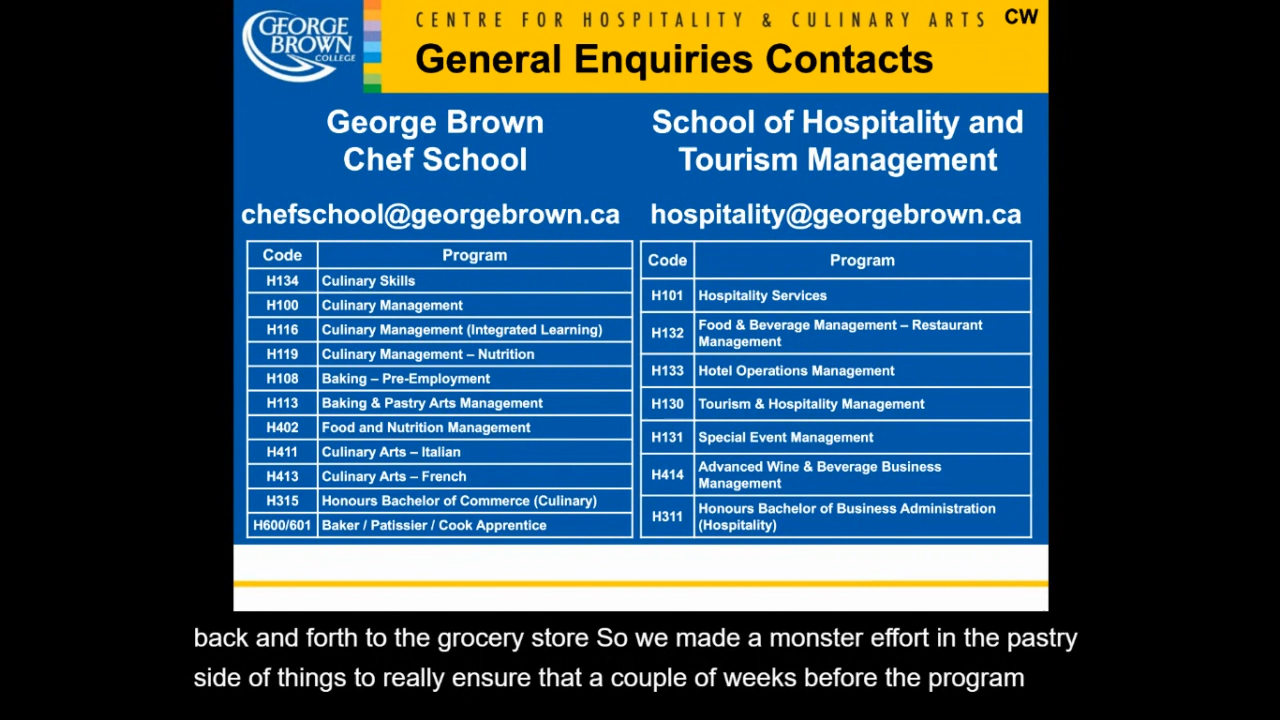 GEORGE
BROWN
COLLEGE
CENTRE FOR HOSPITALITY & CULINARY ARTS
CW
General Enquiries Contacts
George Brown
Chef School
chefschool@georgebrown.ca
Code Program
H134 Culinary Skills
H100 Culinary Management
H116 Culinary Management (Integrated Learning)
H119 Culinary Management – Nutrition
H108 Baking – Pre-Employment
H113 Baking & Pastry Arts Management
H402 Food and Nutrition Management
H411 Culinary Arts – Italian
H413 Culinary Arts – French
H315 Honours Bachelor of Commerce (Culinary)
H600/601 Baker / Patissier / Cook Apprentice
School of Hospitality and
Tourism Management
hospitality@georgebrown.ca
Code Program
H101 Hospitality Services
H132 Food & Beverage Management – Restaurant
Management
H133 Hotel Operations Management
H130 Tourism & Hospitality Management
H131 Special Event Management
H414 Advanced Wine & Beverage Business
Management
H311 Honours Bachelor of Business Administration
(Hospitality)
back and forth to the grocery store So we made a monster effort in the pastry
side of things to really ensure that a couple of weeks before the program